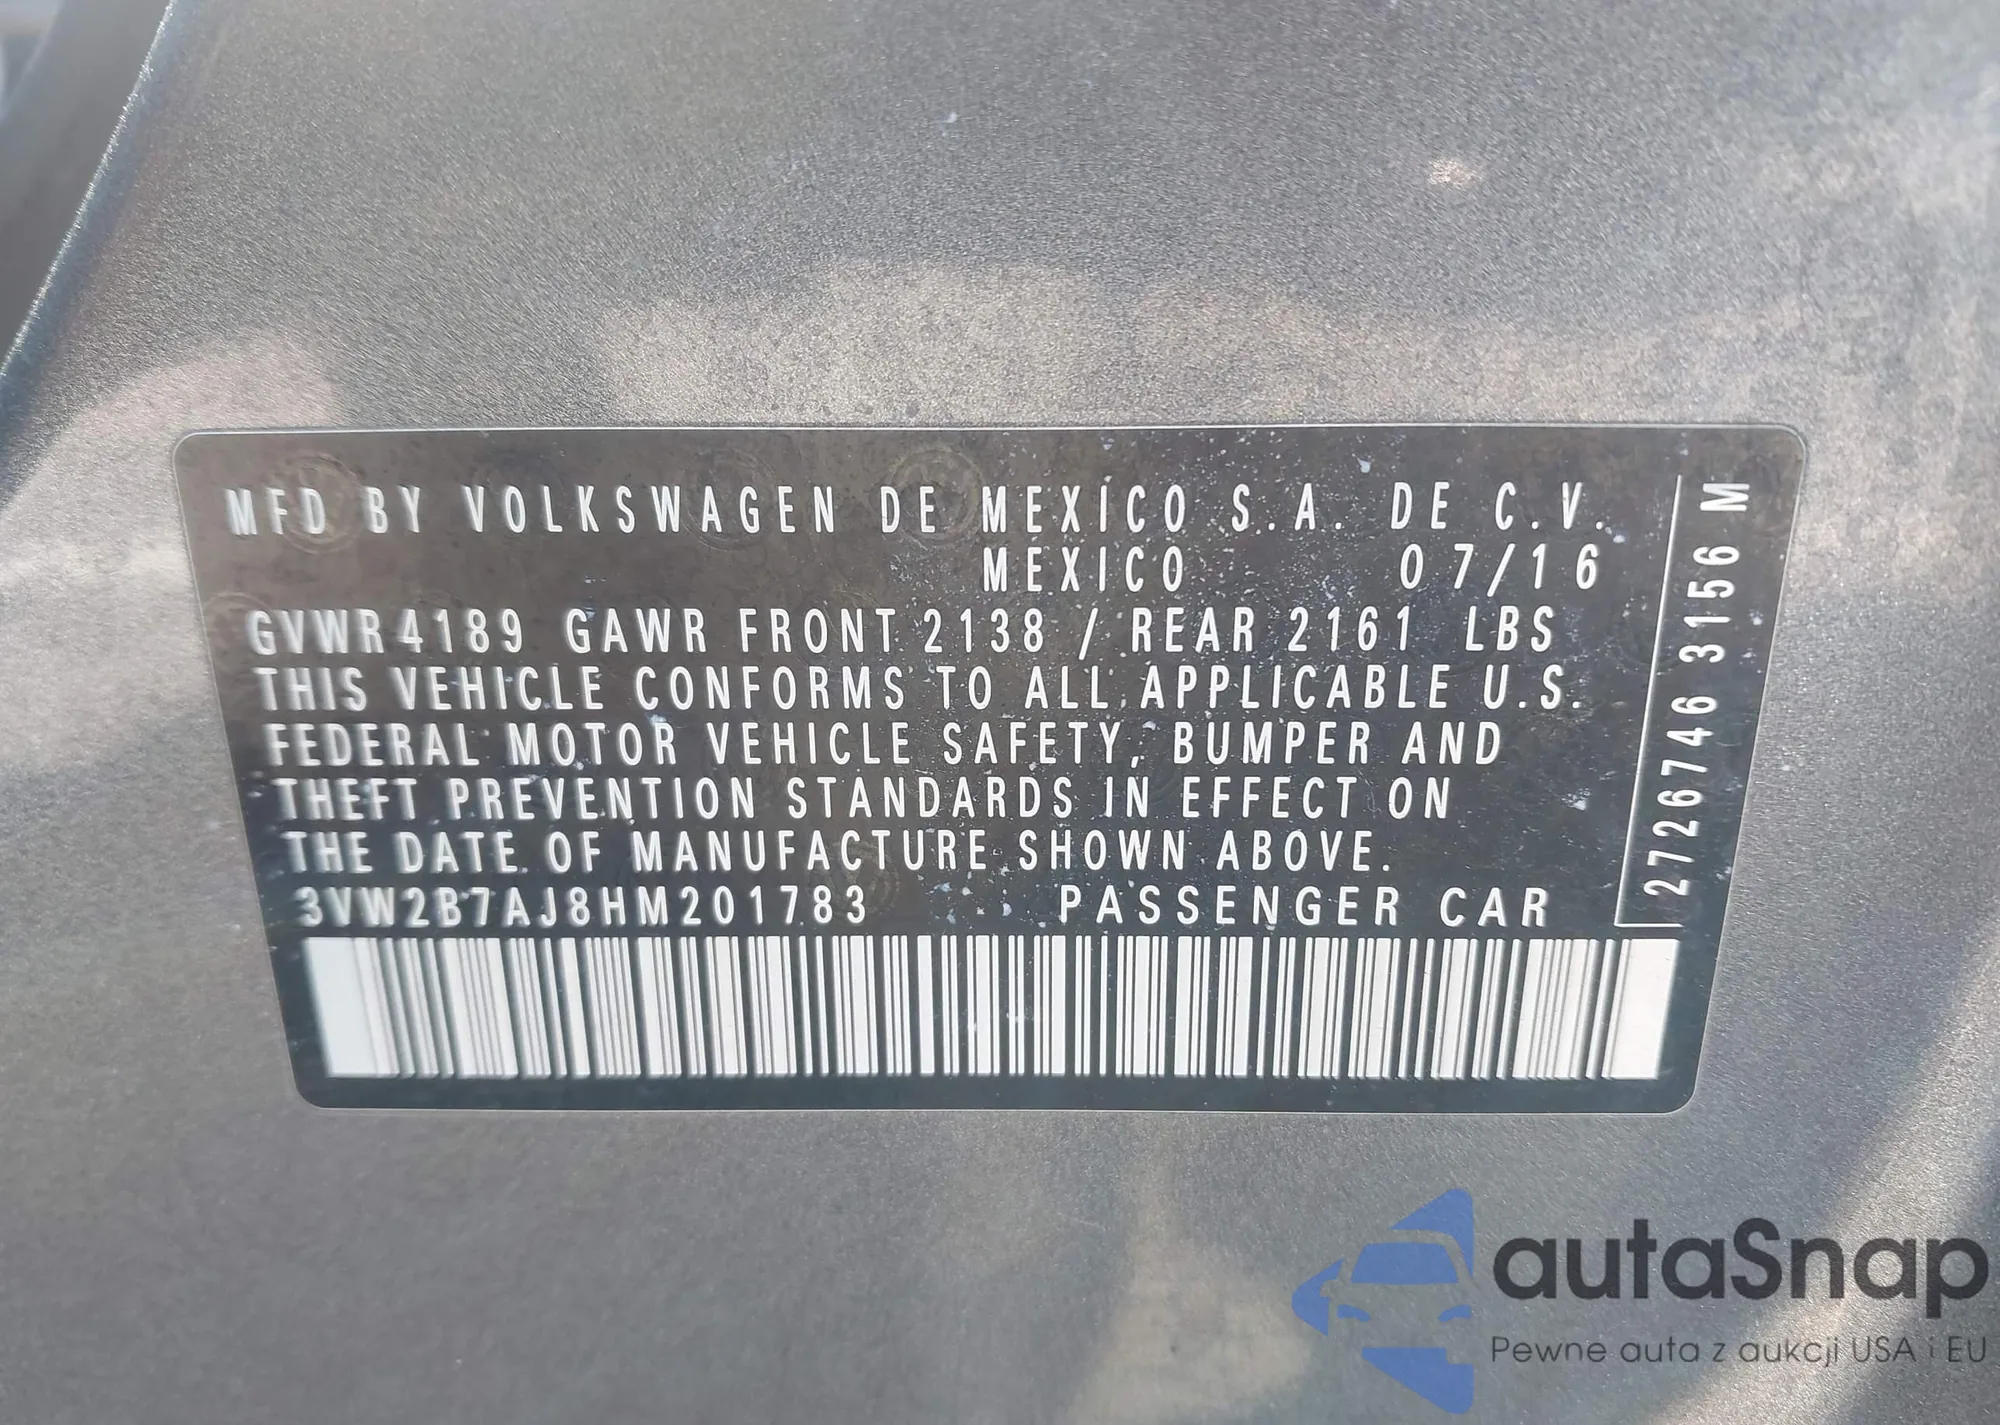 MFD BY VOLKSWAGEN DE MEXICO S.A. DE C.V.
MEXICO 07/16
GVWR 4189 GAWR FRONT 2138 / REAR 2161 LBS
THIS VEHICLE CONFORMS TO ALL APPLICABLE U.S.
FEDERAL MOTOR VEHICLE SAFETY, BUMPER AND
THEFT PREVENTION STANDARDS IN EFFECT ON
THE DATE OF MANUFACTURE SHOWN ABOVE.
3VW2B7AJ8HM201783 PASSENGER CAR
2726746 3156 M
autaSnap
Pewne auta z aukcji USA i EU